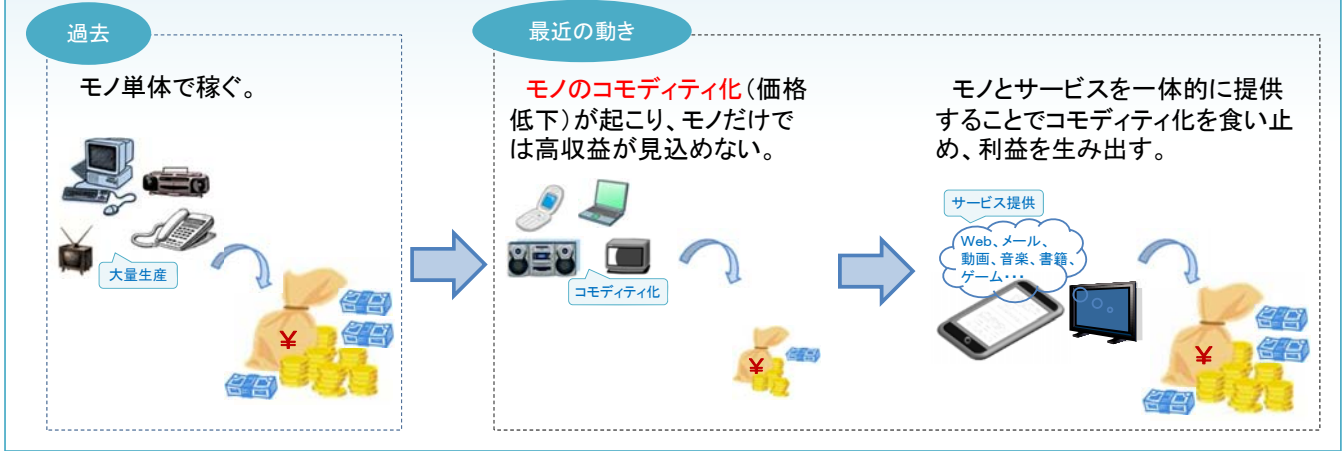 過去
モノ単体で稼ぐ。
大量生産
¥
最近の動き
モノのコモディティ化（価格
低下）が起こり、モノだけで
は高収益が見込めない。
コモディティ化
¥
モノとサービスを一体的に提供
することでコモディティ化を食い止
め、利益を生み出す。
サービス提供
Web、メール、
動画、音楽、書籍、
ゲーム・・・
¥